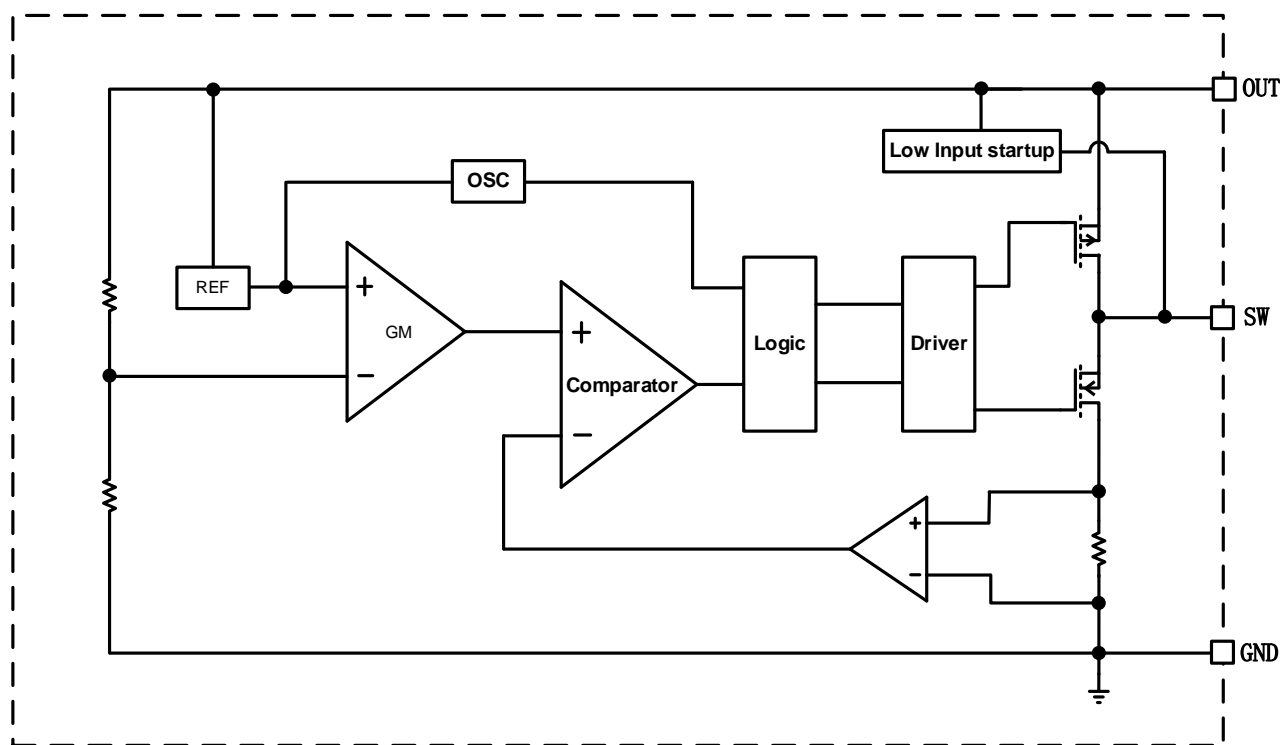 OUT
Low Input startup
OSC
REF
+
GM
−
SW
+
Comparator
−
Logic
Driver
+
−
GND